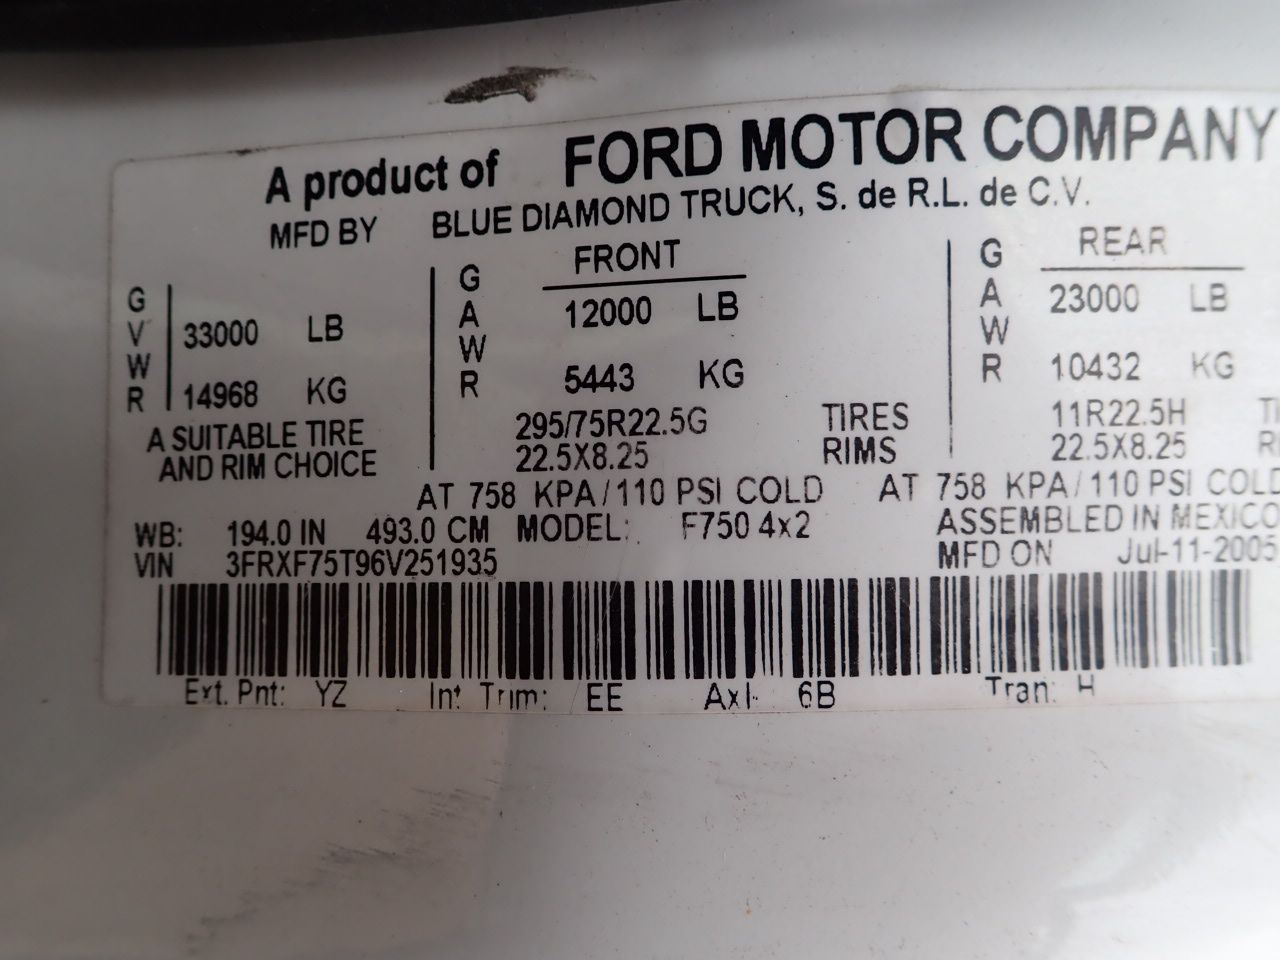 A product of FORD MOTOR COMPANY
MFD BY BLUE DIAMOND TRUCK, S. de R.L. de C.V.
GVWR 33000 LB
14968 KG
A SUITABLE TIRE
AND RIM CHOICE
GAWR FRONT
12000 LB
5443 KG
295/75R22.5G TIRES
22.5X8.25 RIMS
AT 758 KPA/110 PSI COLD
GAWR REAR
23000 LB
10432 KG
11R22.5H
22.5X8.25
AT 758 KPA/110 PSI COLD
WB: 194.0 IN 493.0 CM MODEL: F750 4x2 ASSEMBLED IN MEXICO
VIN 3FRXF75T96V251935 MFD ON Jul-11-2005
Ext. Pnt: YZ Int Trim: EE Axl 6B Tran: H